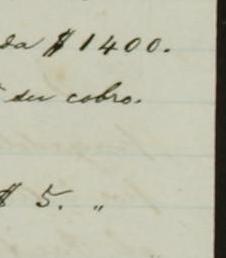 da $ 1400.
su cobro.
$ 5. "